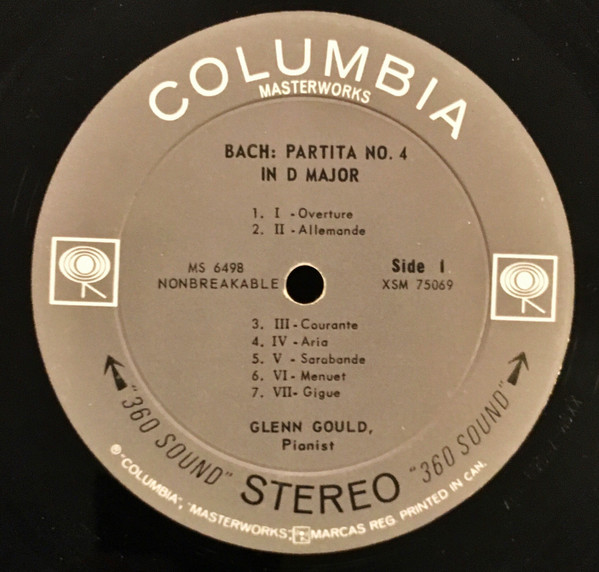 COLUMBIA
MASTERWORKS
BACH: PARTITA NO. 4
IN D MAJOR
1. I - Overture
2. II - Allemande
MS 6498
NONBREAKABLE
Side 1
XSM 75069
3. III - Courante
4. IV - Aria
5. V - Sarabande
6. VI - Menuet
7. VII - Gigue
GLENN GOULD,
Pianist
"360 SOUND" STEREO "360 SOUND"
℗ "COLUMBIA", "MASTERWORKS", MARCAS REG. PRINTED IN CAN.